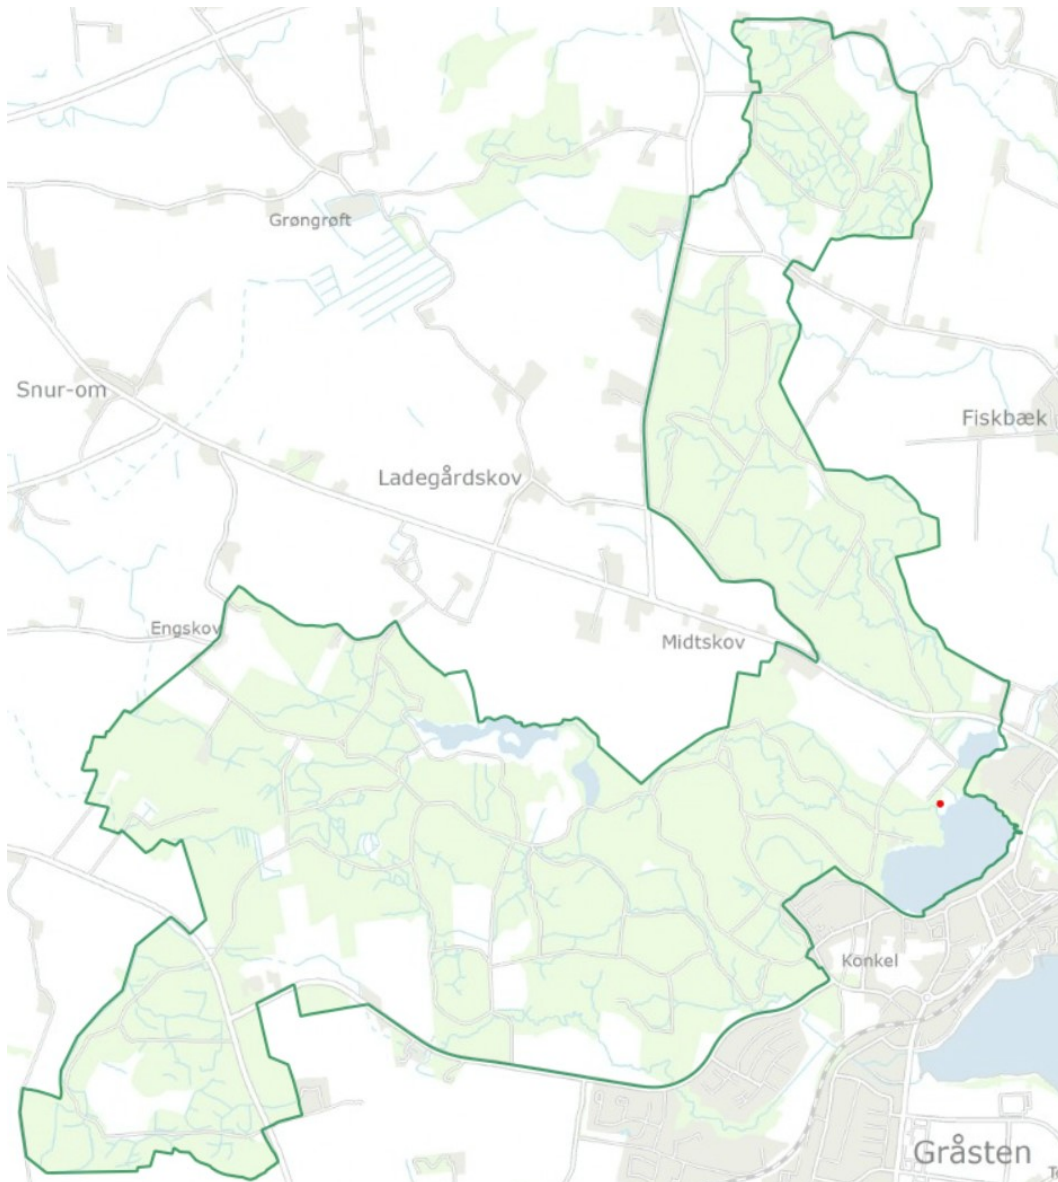 Grøngrøft
Snur-om
Fiskbæk
Ladegårdskov
Engskov
Midtskov
Konkel
Gråsten